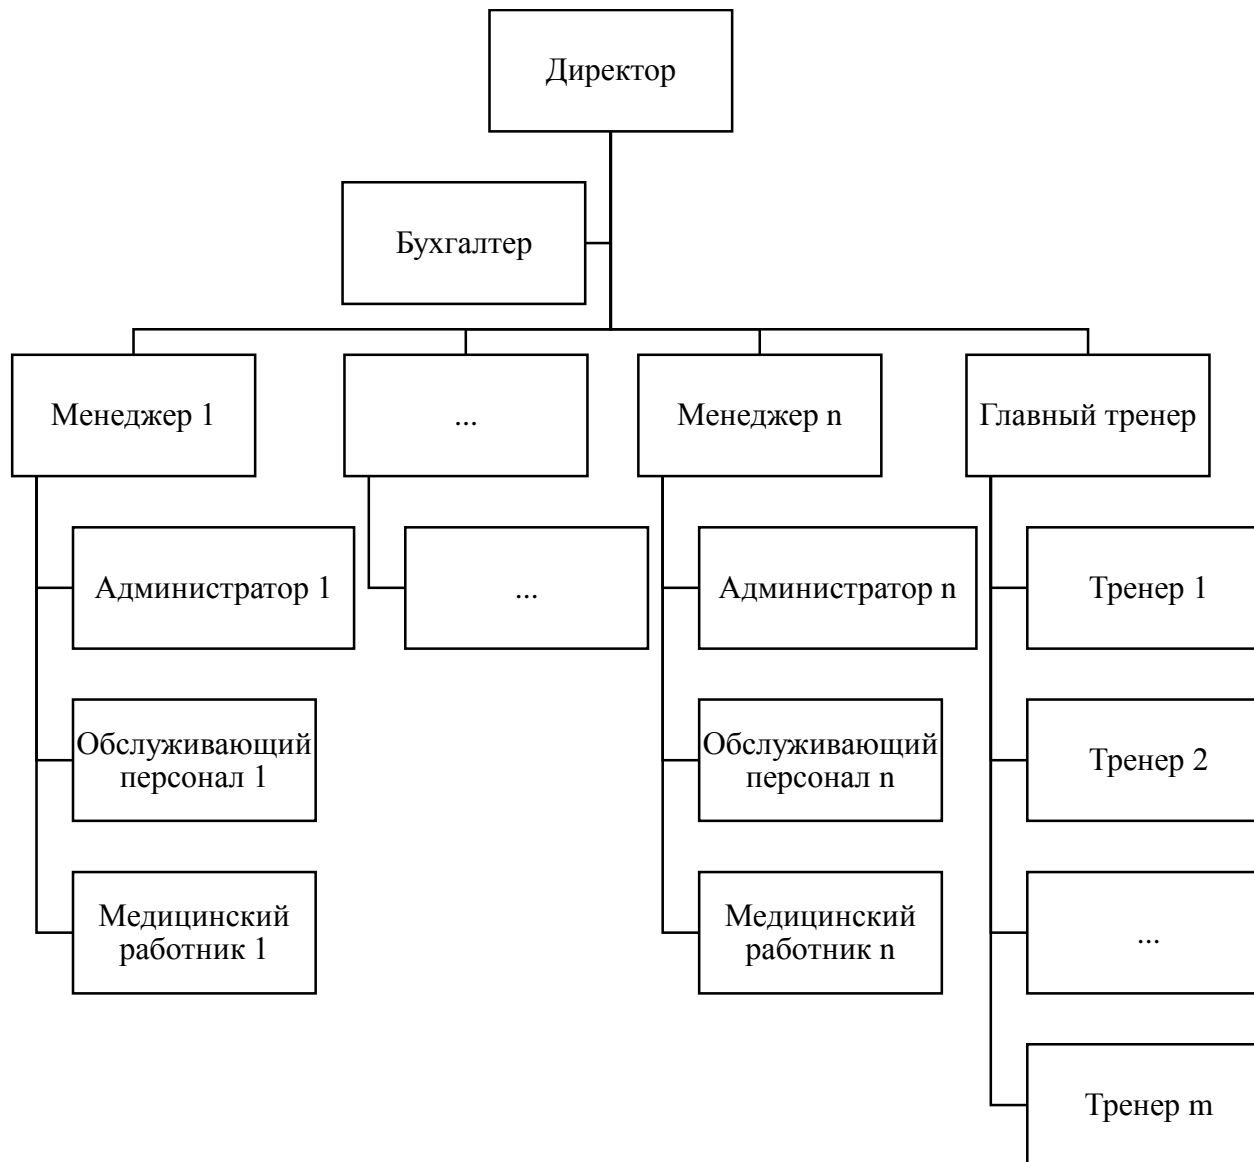 Директор
Бухгалтер
Менеджер 1
...
Менеджер n
Главный тренер
Администратор 1
...
Администратор n
Тренер 1
Обслуживающий
персонал 1
Обслуживающий
персонал n
Тренер 2
Медицинский
работник 1
Медицинский
работник n
...
Тренер m